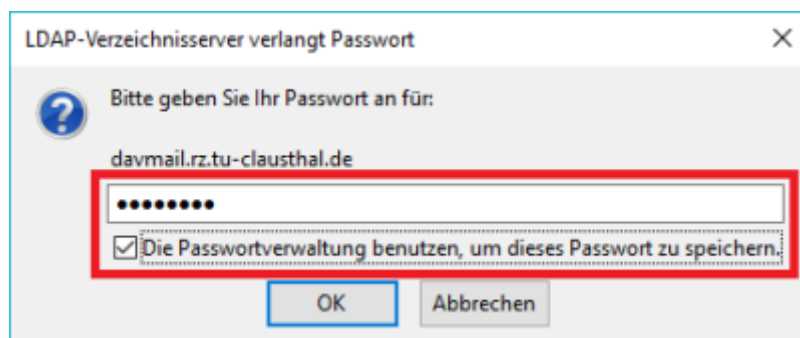 LDAP-Verzeichnisserver verlangt Passwort
Bitte geben Sie Ihr Passwort an für:
davmail.rz.tu-clausthal.de
••••••••
Die Passwortverwaltung benutzen, um dieses Passwort zu speichern.
OK
Abbrechen